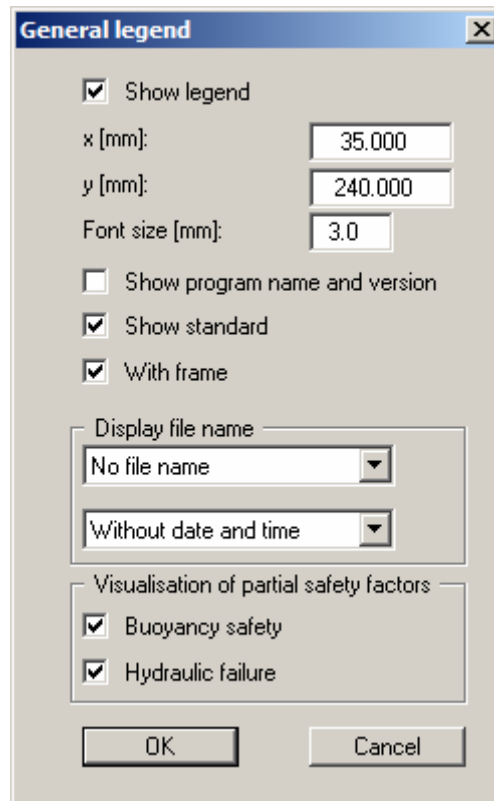 General legend
Show legend
x [mm]: 35.000
y [mm]: 240.000
Font size [mm]: 3.0
Show program name and version
Show standard
With frame
Display file name
No file name
Without date and time
Visualisation of partial safety factors
Buoyancy safety
Hydraulic failure
OK Cancel